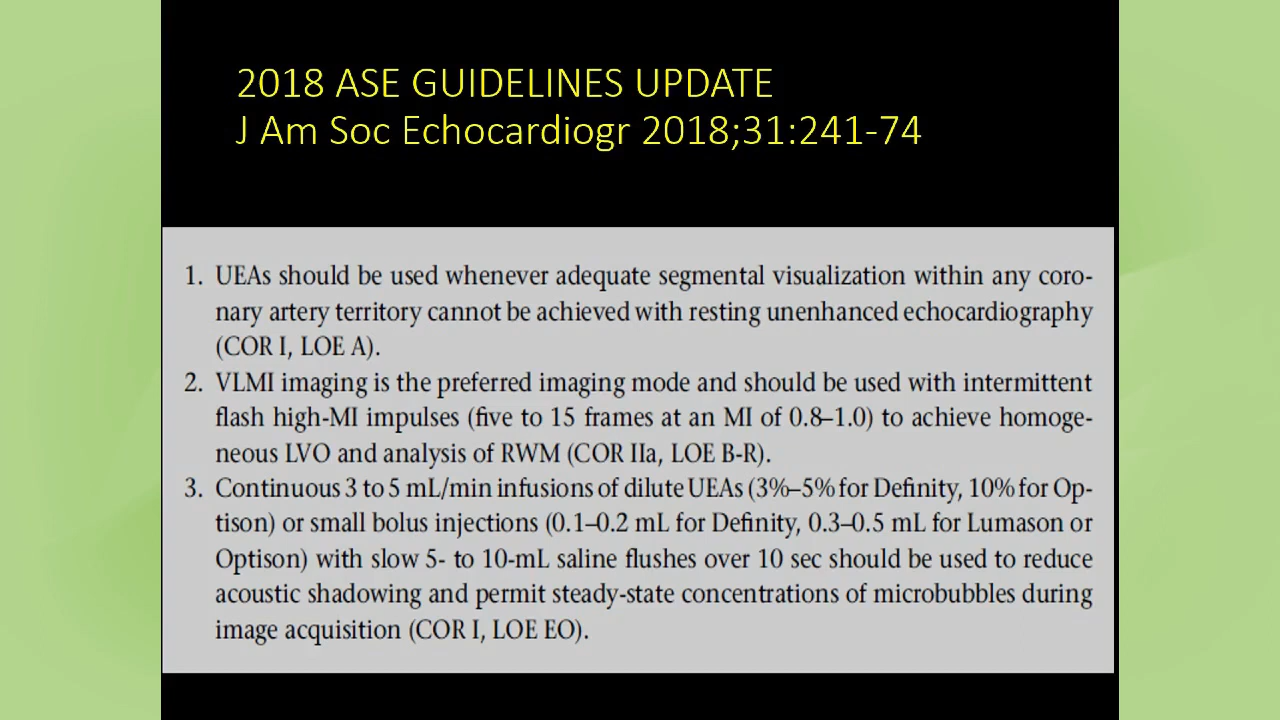 2018 ASE GUIDELINES UPDATE
J Am Soc Echocardiogr 2018;31:241-74
1. UEAs should be used whenever adequate segmental visualization within any coro-
nary artery territory cannot be achieved with resting unenhanced echocardiography
(COR I, LOE A).
2. VLMI imaging is the preferred imaging mode and should be used with intermittent
flash high-MI impulses (five to 15 frames at an MI of 0.8–1.0) to achieve homoge-
neous LVO and analysis of RWM (COR IIa, LOE B-R).
3. Continuous 3 to 5 mL/min infusions of dilute UEAs (3%–5% for Definity, 10% for Op-
tison) or small bolus injections (0.1–0.2 mL for Definity, 0.3–0.5 mL for Lumason or
Optison) with slow 5- to 10-mL saline flushes over 10 sec should be used to reduce
acoustic shadowing and permit steady-state concentrations of microbubbles during
image acquisition (COR I, LOE EO).